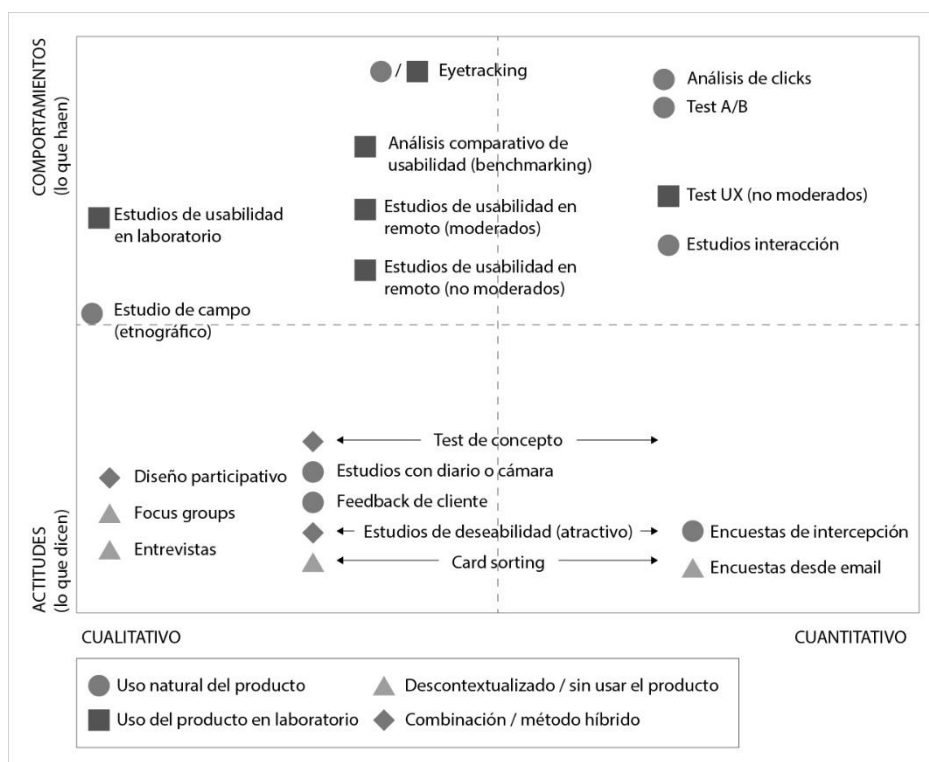 COMPORTAMIENTOS
(lo que haen)
/ Eyetracking
Análisis de clicks
Test A/B
Análisis comparativo de
usabilidad (benchmarking)
Estudios de usabilidad
en laboratorio
Estudios de usabilidad en
remoto (moderados)
Test UX (no moderados)
Estudios interacción
Estudios de usabilidad en
remoto (no moderados)
Estudio de campo
(etnográfico)
ACTITUDES
(lo que dicen)
Test de concepto
Diseño participativo
Estudios con diario o cámara
Focus groups
Feedback de cliente
Estudios de deseabilidad (atractivo)
Encuestas de intercepción
Entrevistas
Card sorting
Encuestas desde email
CUALITATIVO
CUANTITATIVO
Uso natural del producto
Descontextualizado / sin usar el producto
Uso del producto en laboratorio
Combinación / método híbrido